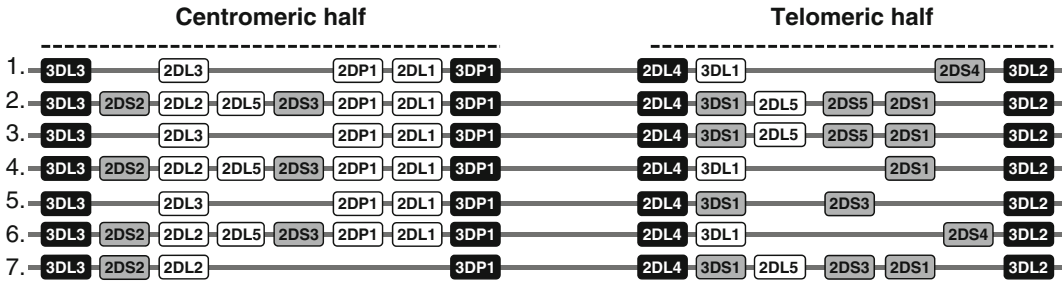 Centromeric half Telomeric half
1. 3DL3 2DL3 2DP1 2DL1 3DP1 2DL4 3DL1 2DS4 3DL2
2. 3DL3 2DS2 2DL2 2DL5 2DS3 2DP1 2DL1 3DP1 2DL4 3DS1 2DL5 2DS5 2DS1 3DL2
3. 3DL3 2DL3 2DP1 2DL1 3DP1 2DL4 3DS1 2DL5 2DS5 2DS1 3DL2
4. 3DL3 2DS2 2DL2 2DL5 2DS3 2DP1 2DL1 3DP1 2DL4 3DL1 2DS1 3DL2
5. 3DL3 2DL3 2DP1 2DL1 3DP1 2DL4 3DS1 2DS3 3DL2
6. 3DL3 2DS2 2DL2 2DL5 2DS3 2DP1 2DL1 3DP1 2DL4 3DL1 2DS4 3DL2
7. 3DL3 2DS2 2DL2 3DP1 2DL4 3DS1 2DL5 2DS3 2DS1 3DL2